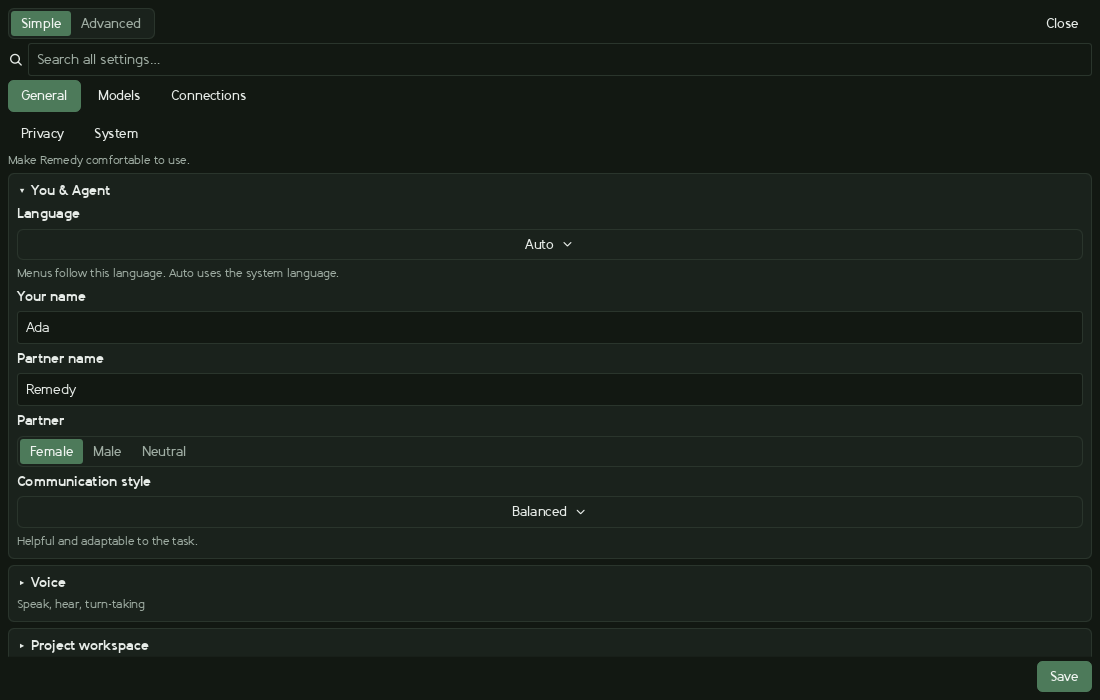 Simple Advanced Close
Search all settings...
General Models Connections
Privacy System
Make Remedy comfortable to use.
You & Agent
Language
Auto
Menus follow this language. Auto uses the system language.
Your name
Ada
Partner name
Remedy
Partner
Female Male Neutral
Communication style
Balanced
Helpful and adaptable to the task.
Voice
Speak, hear, turn-taking
Project workspace
Save